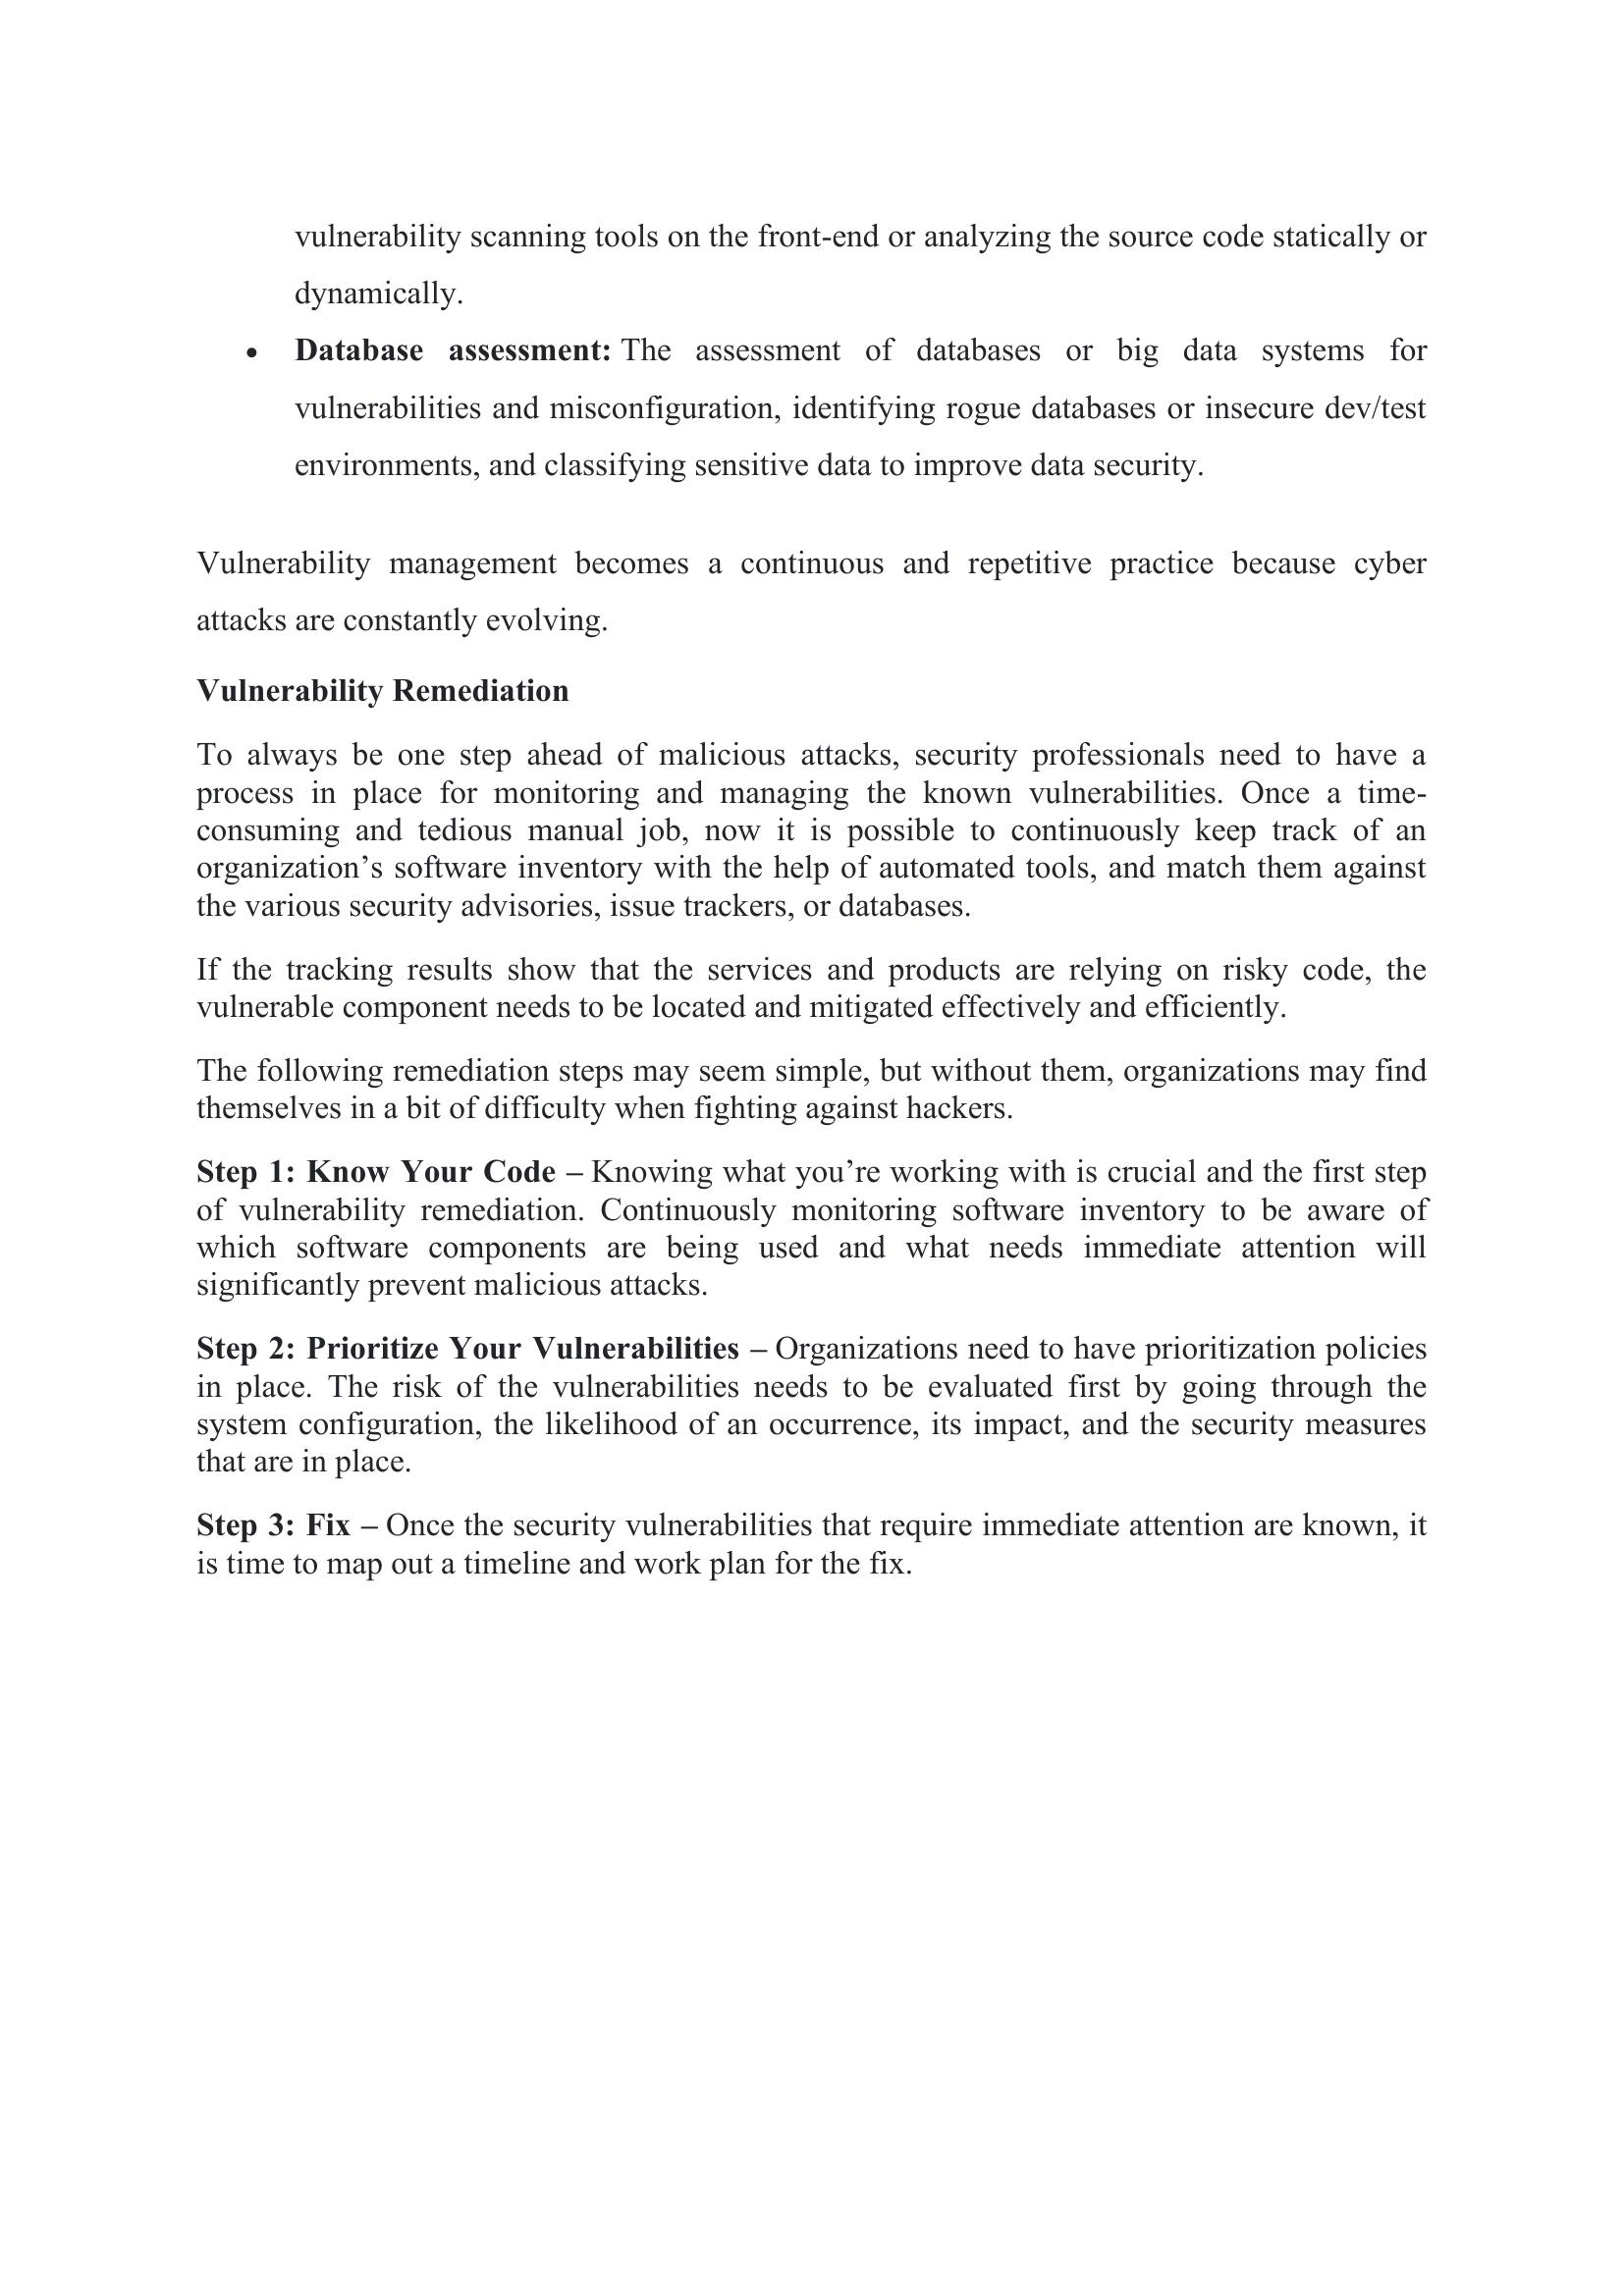 vulnerability scanning tools on the front-end or analyzing the source code statically or
dynamically.
• Database assessment: The assessment of databases or big data systems for
vulnerabilities and misconfiguration, identifying rogue databases or insecure dev/test
environments, and classifying sensitive data to improve data security.
Vulnerability management becomes a continuous and repetitive practice because cyber
attacks are constantly evolving.
Vulnerability Remediation
To always be one step ahead of malicious attacks, security professionals need to have a
process in place for monitoring and managing the known vulnerabilities. Once a time-
consuming and tedious manual job, now it is possible to continuously keep track of an
organization’s software inventory with the help of automated tools, and match them against
the various security advisories, issue trackers, or databases.
If the tracking results show that the services and products are relying on risky code, the
vulnerable component needs to be located and mitigated effectively and efficiently.
The following remediation steps may seem simple, but without them, organizations may find
themselves in a bit of difficulty when fighting against hackers.
Step 1: Know Your Code – Knowing what you’re working with is crucial and the first step
of vulnerability remediation. Continuously monitoring software inventory to be aware of
which software components are being used and what needs immediate attention will
significantly prevent malicious attacks.
Step 2: Prioritize Your Vulnerabilities – Organizations need to have prioritization policies
in place. The risk of the vulnerabilities needs to be evaluated first by going through the
system configuration, the likelihood of an occurrence, its impact, and the security measures
that are in place.
Step 3: Fix – Once the security vulnerabilities that require immediate attention are known, it
is time to map out a timeline and work plan for the fix.